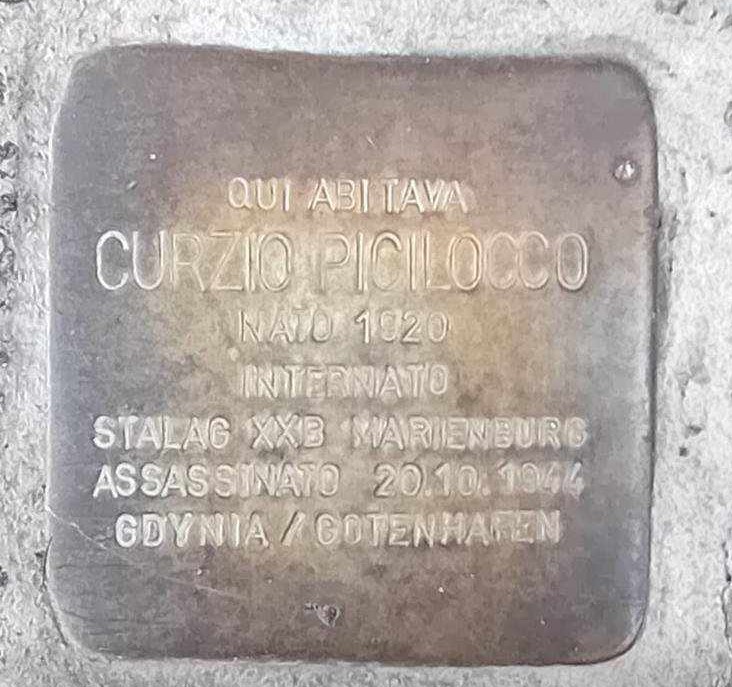 QUI ABITAVA
CURZIO PICILOCCO
NATO 1920
INTERNATO
STALAG XXB MARIENBURG
ASSASSINATO 20.10.1944
GDYNIA / GOTENHAFEN